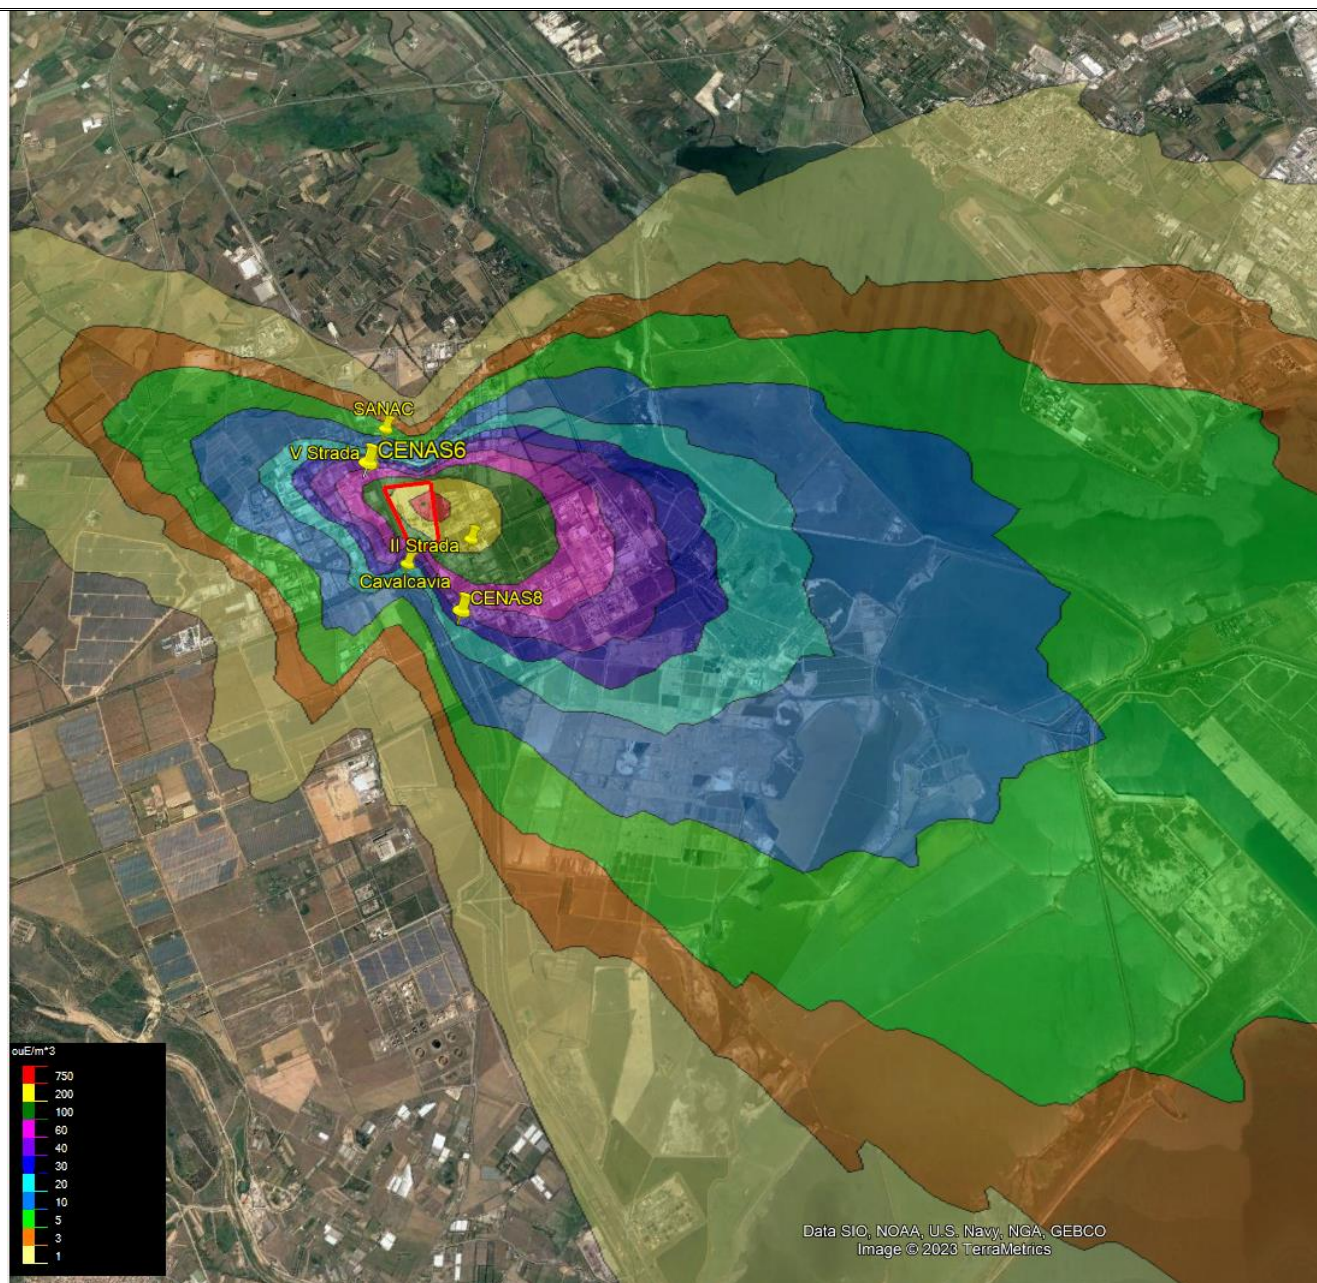 SANAC
V Strada
CENAS6
II Strada
Cavalcavia
CENAS8
ouE/m*3
750
200
100
60
40
30
20
10
5
3
1
Data SIO, NOAA, U.S. Navy, NGA, GEBCO
Image © 2023 TerraMetrics